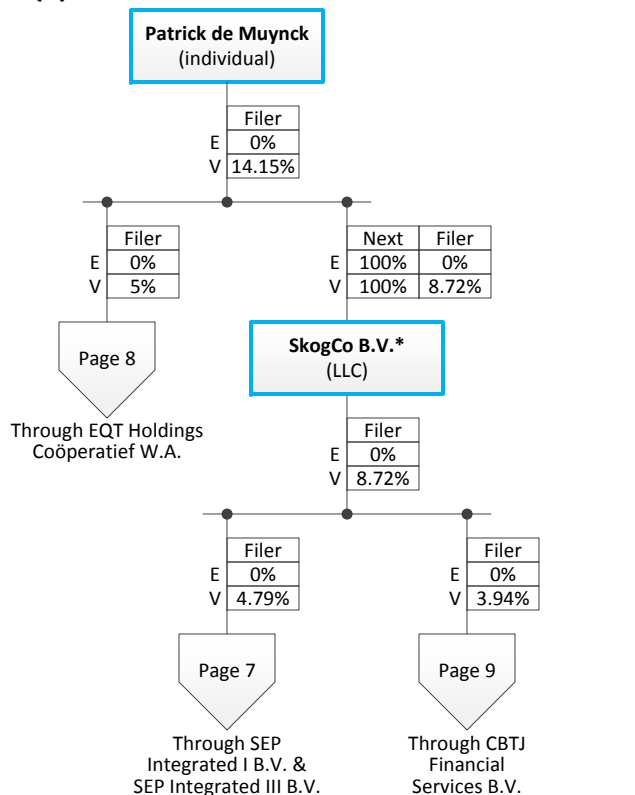 Patrick de Muynck
(individual)
Filer
E 0%
V 14.15%
Filer
E 0%
V 5%
Next Filer
E 100% 0%
V 100% 8.72%
Page 8
Through EQT Holdings
Coöperatief W.A.
SkogCo B.V.*
(LLC)
Filer
E 0%
V 8.72%
Filer
E 0%
V 4.79%
Filer
E 0%
V 3.94%
Page 7
Through SEP
Integrated I B.V. &
SEP Integrated III B.V.
Page 9
Through CBTJ
Financial
Services B.V.